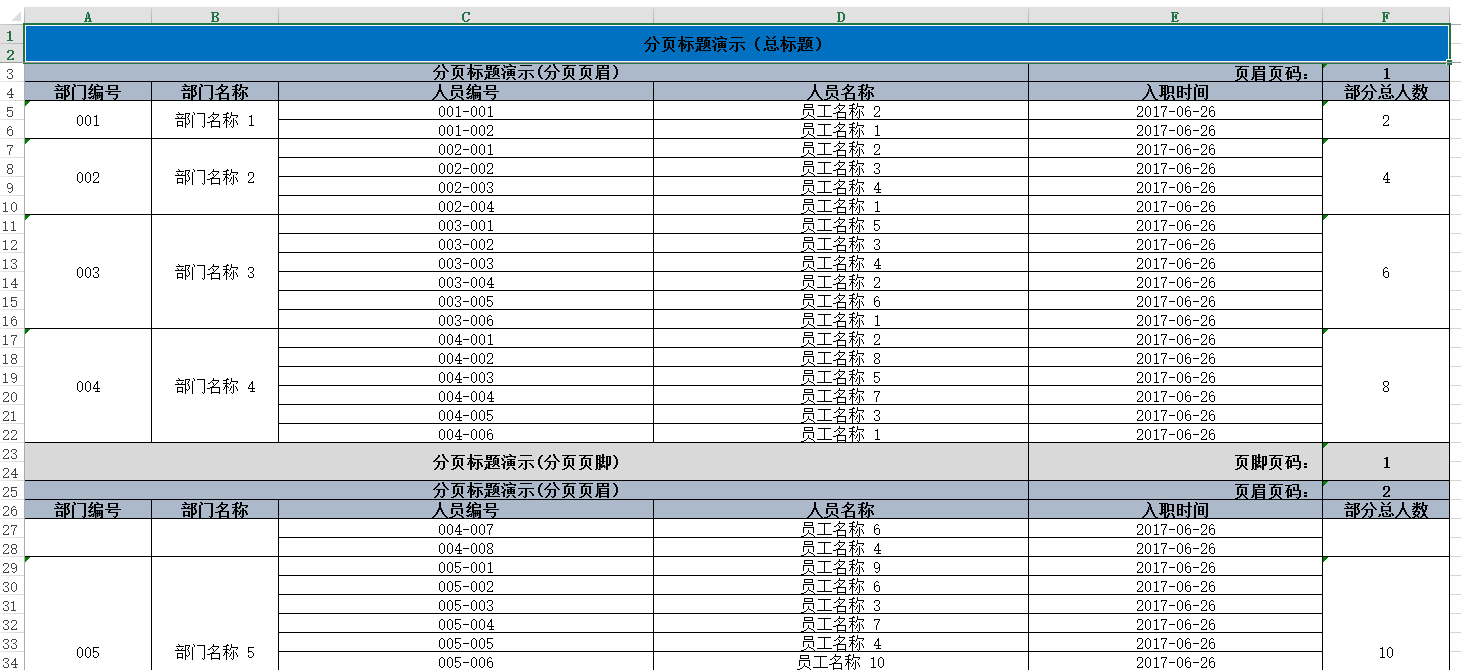 A B C D E F
1
2 分页标题演示（总标题）
3 分页标题演示(分页页眉) 页眉页码: 1
4 部门编号 部门名称 人员编号 人员名称 入职时间 部分总人数
5 001-001 员工名称 2 2017-06-26
001 部门名称 1 2
6 001-002 员工名称 1 2017-06-26
7 002-001 员工名称 2 2017-06-26
8 002-002 员工名称 3 2017-06-26
002 部门名称 2 4
9 002-003 员工名称 4 2017-06-26
10 002-004 员工名称 1 2017-06-26
11 003-001 员工名称 5 2017-06-26
12 003-002 员工名称 3 2017-06-26
13 003-003 员工名称 4 2017-06-26
003 部门名称 3 6
14 003-004 员工名称 2 2017-06-26
15 003-005 员工名称 6 2017-06-26
16 003-006 员工名称 1 2017-06-26
17 004-001 员工名称 2 2017-06-26
18 004-002 员工名称 8 2017-06-26
19 004-003 员工名称 5 2017-06-26
004 部门名称 4 8
20 004-004 员工名称 7 2017-06-26
21 004-005 员工名称 3 2017-06-26
22 004-006 员工名称 1 2017-06-26
23
分页标题演示(分页页脚) 页脚页码: 1
24
25 分页标题演示(分页页眉) 页眉页码: 2
26 部门编号 部门名称 人员编号 人员名称 入职时间 部分总人数
27 004-007 员工名称 6 2017-06-26
28 004-008 员工名称 4 2017-06-26
29 005-001 员工名称 9 2017-06-26
30 005-002 员工名称 6 2017-06-26
31 005-003 员工名称 3 2017-06-26
32 005-004 员工名称 7 2017-06-26
33 005-005 员工名称 4 2017-06-26
005 部门名称 5 10
34 005-006 员工名称 10 2017-06-26